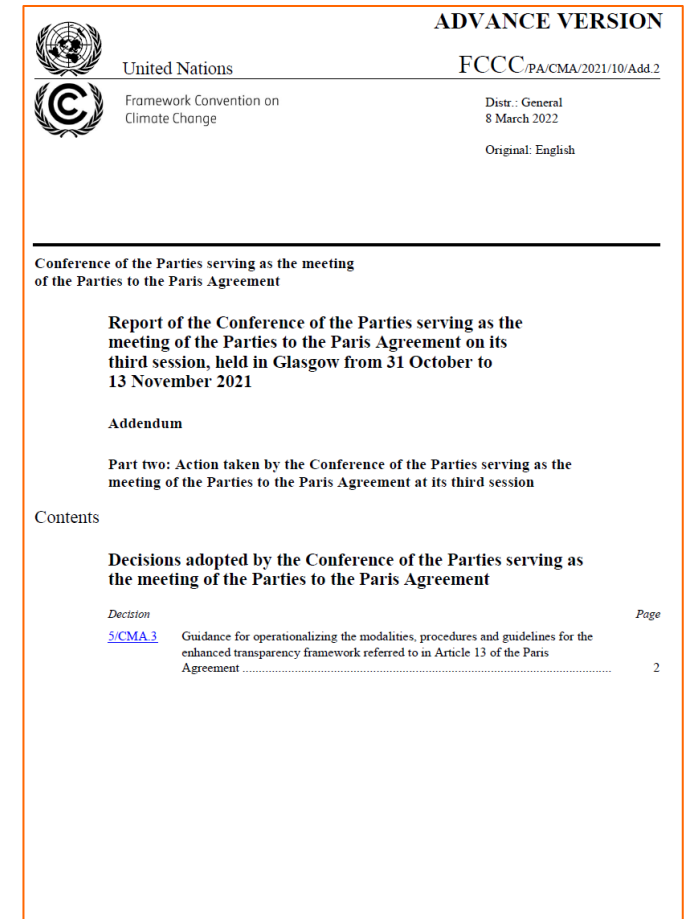 ADVANCE VERSION
United Nations
FCCC/PA/CMA/2021/10/Add.2
Framework Convention on
Climate Change
Distr.: General
8 March 2022
Original: English
Conference of the Parties serving as the meeting
of the Parties to the Paris Agreement
Report of the Conference of the Parties serving as the
meeting of the Parties to the Paris Agreement on its
third session, held in Glasgow from 31 October to
13 November 2021
Addendum
Part two: Action taken by the Conference of the Parties serving as the
meeting of the Parties to the Paris Agreement at its third session
Contents
Decisions adopted by the Conference of the Parties serving as
the meeting of the Parties to the Paris Agreement
Decision Page
5/CMA.3 Guidance for operationalizing the modalities, procedures and guidelines for the
enhanced transparency framework referred to in Article 13 of the Paris
Agreement ........................................................................................................... 2